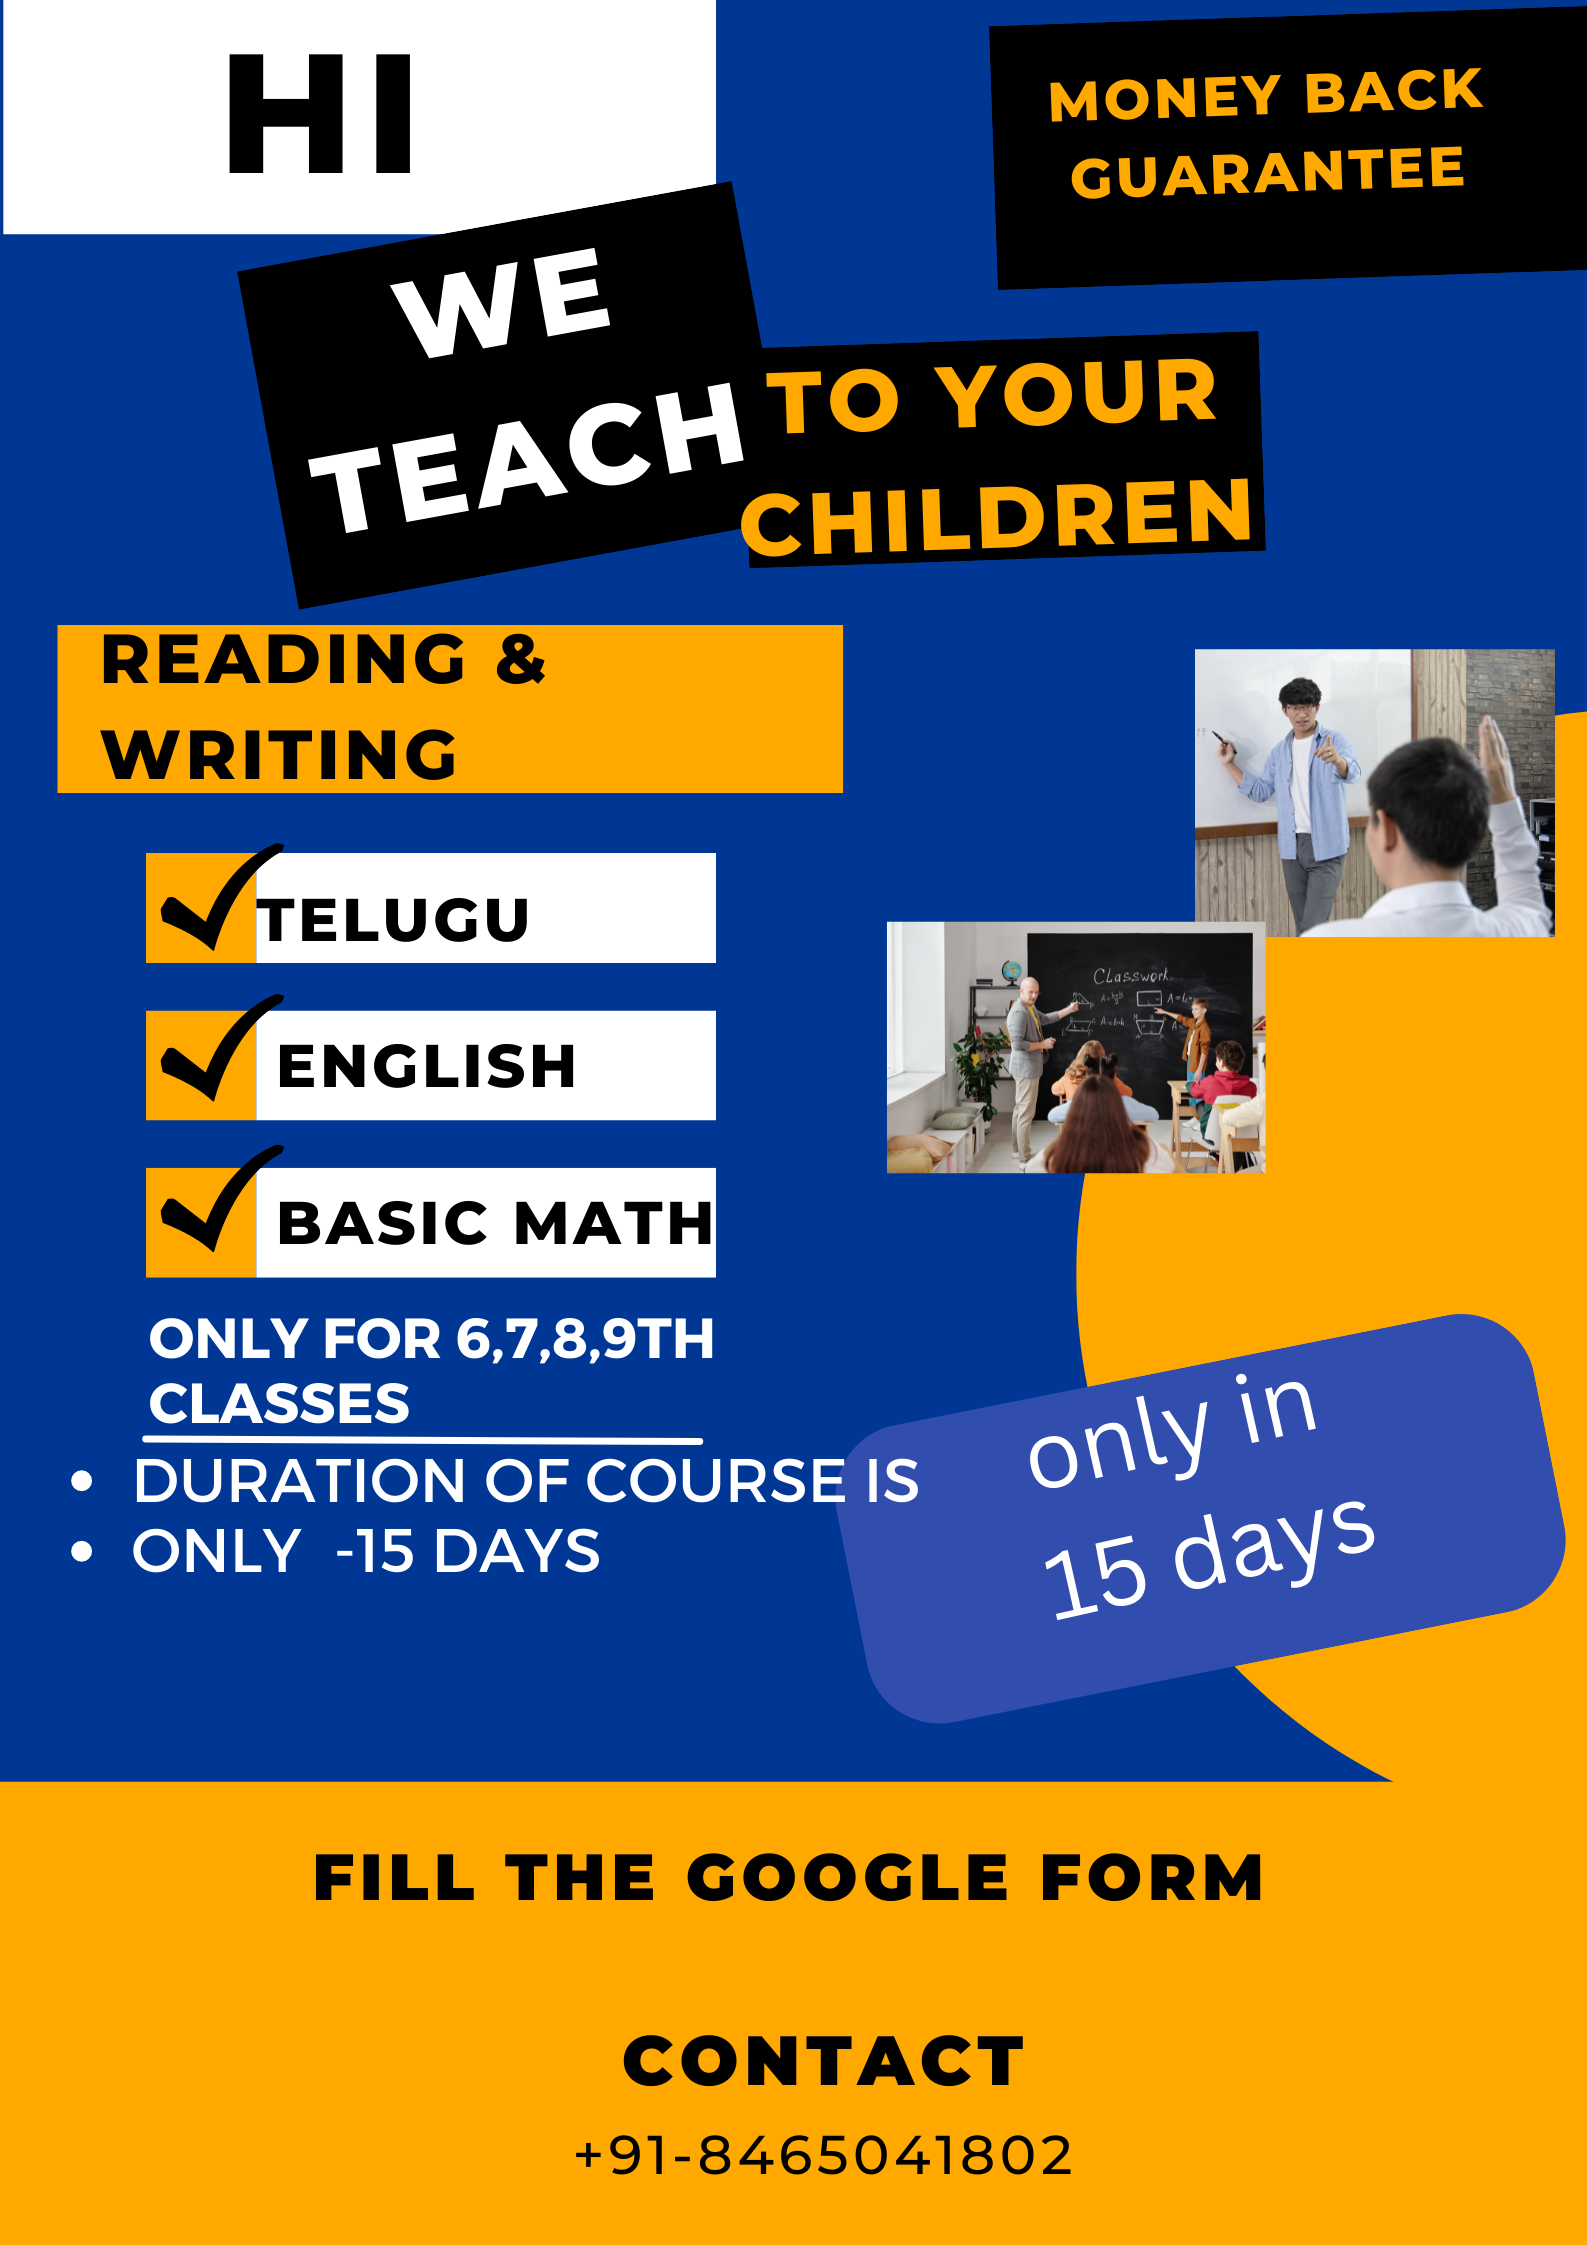 HI
MONEY BACK
GUARANTEE
WE
TEACH
TO YOUR
CHILDREN
READING &
WRITING
TELUGU
ENGLISH
BASIC MATH
Classwork
ONLY FOR 6,7,8,9TH
CLASSES
DURATION OF COURSE IS
ONLY -15 DAYS
only in
15 days
FILL THE GOOGLE FORM
CONTACT
+91-8465041802